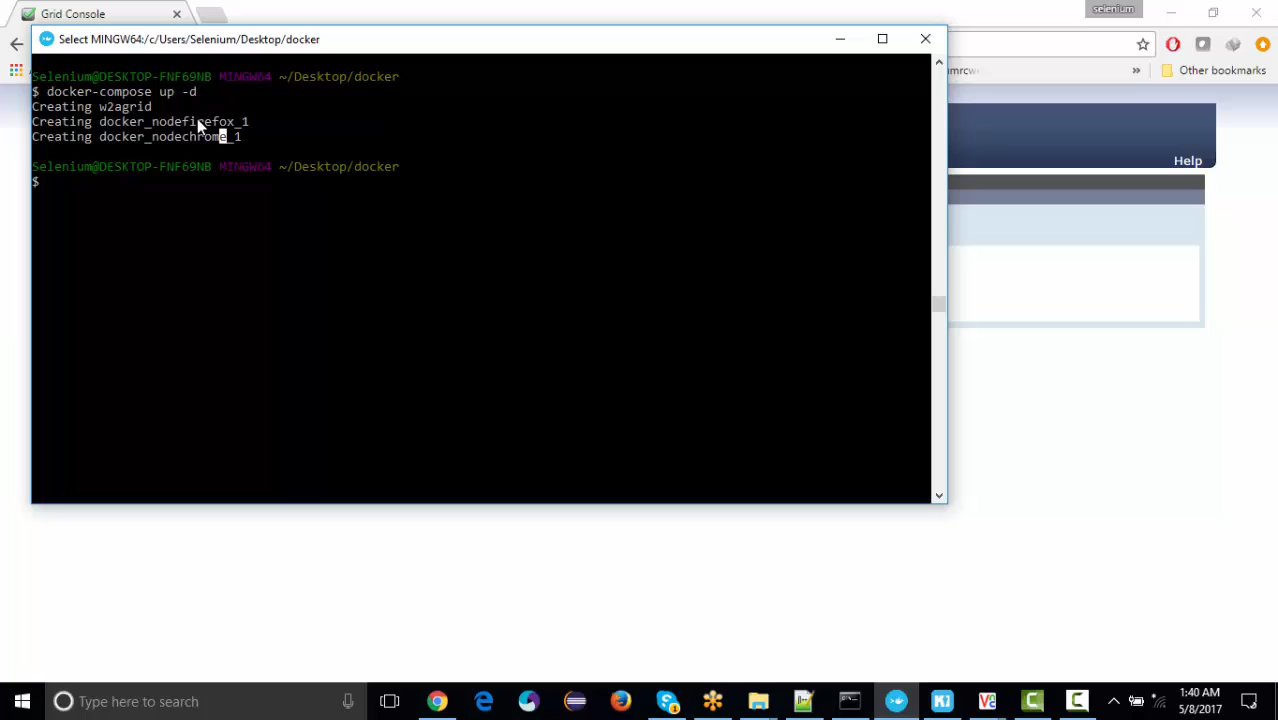 Grid Console
selenium
Select MINGW64:/c/Users/Selenium/Desktop/docker
Selenium@DESKTOP-FNF69NB MINGW64 ~/Desktop/docker
$ docker-compose up -d
Creating w2agrid
Creating docker_nodefirefox_1
Creating docker_nodechrome_1
Selenium@DESKTOP-FNF69NB MINGW64 ~/Desktop/docker
$
» Other bookmarks
Help
Type here to search
1:40 AM
5/8/2017